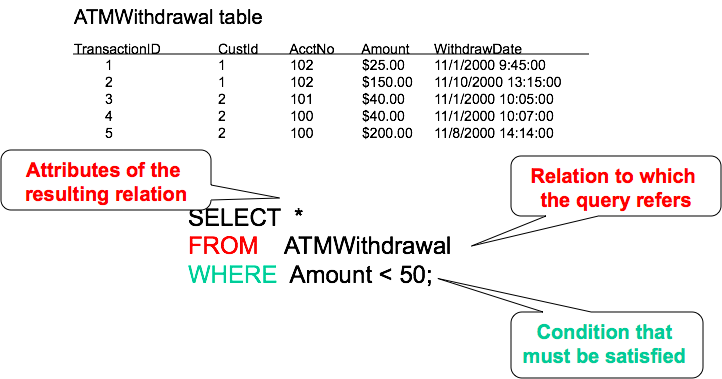 ATMWithdrawal table
TransactionID CustId AcctNo Amount WithdrawDate
1 1 102 $25.00 11/1/2000 9:45:00
2 1 102 $150.00 11/10/2000 13:15:00
3 2 101 $40.00 11/1/2000 10:05:00
4 2 100 $40.00 11/1/2000 10:07:00
5 2 100 $200.00 11/8/2000 14:14:00
Attributes of the
resulting relation
Relation to which
the query refers
SELECT *
FROM ATMWithdrawal
WHERE Amount < 50;
Condition that
must be satisfied